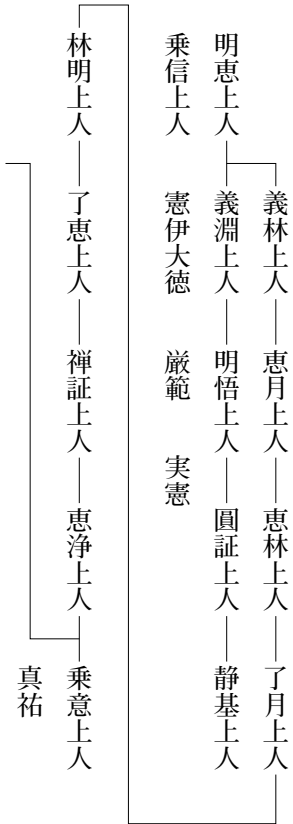 義林上人 恵月上人 恵林上人 了月上人
明恵上人 義淵上人 明悟上人 圓証上人 静基上人
乗信上人 憲伊大徳 厳範 実憲
林明上人 了恵上人 禅証上人 恵浄上人 乗意上人
真祐